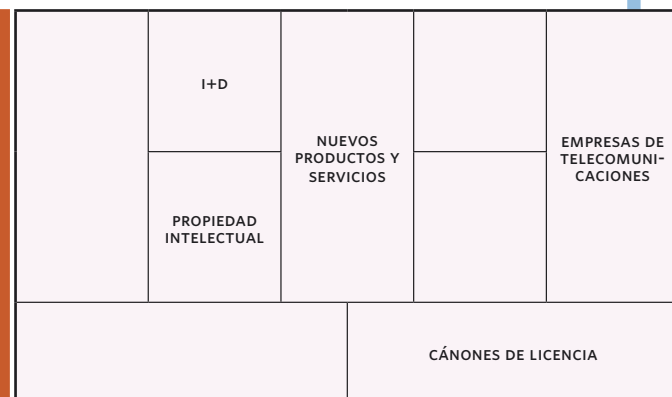 I+D
NUEVOS
PRODUCTOS Y
SERVICIOS
EMPRESAS DE
TELECOMUNI-
CACIONES
PROPIEDAD
INTELECTUAL
CÁNONES DE LICENCIA